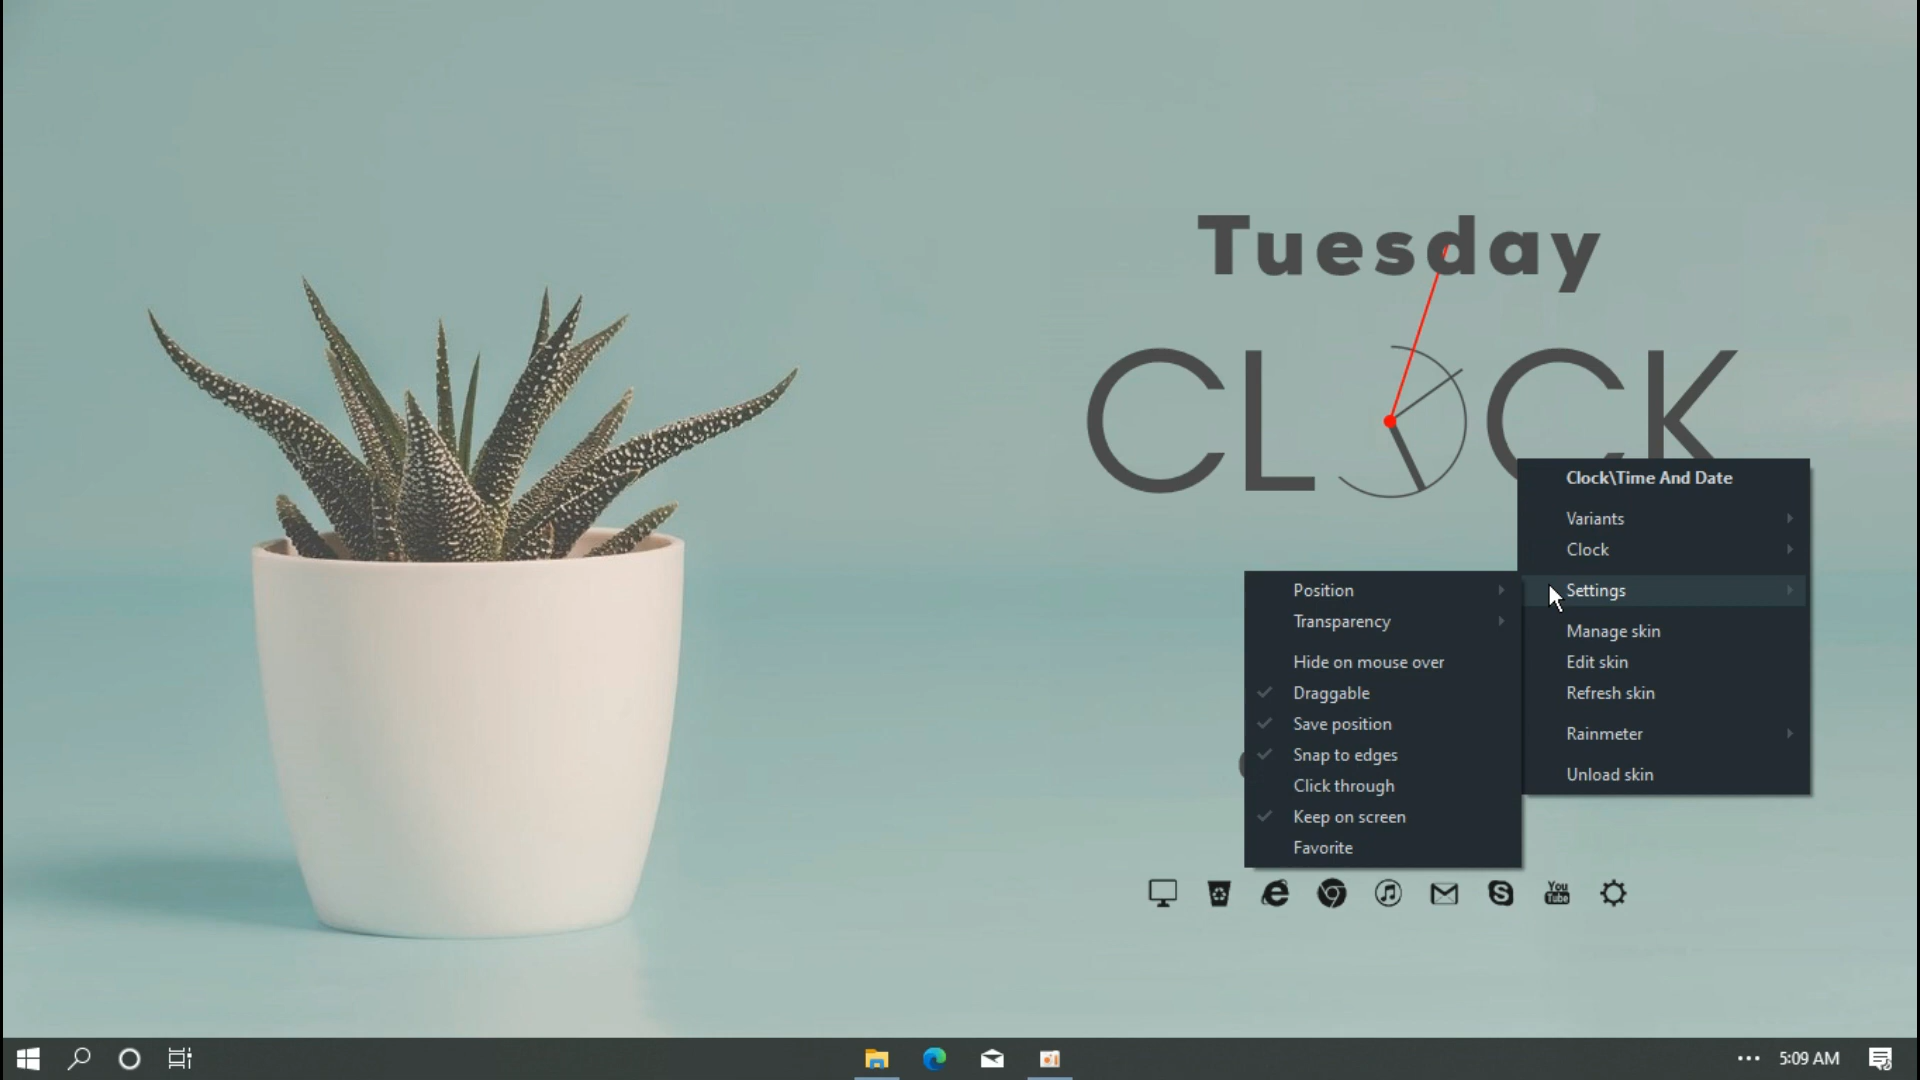 Tuesday
CLOCK
Clock\Time And Date
Variants
Clock
Settings
Manage skin
Edit skin
Refresh skin
Rainmeter
Unload skin
Position
Transparency
Hide on mouse over
Draggable
Save position
Snap to edges
Click through
Keep on screen
Favorite
You
Tube
5:09 AM